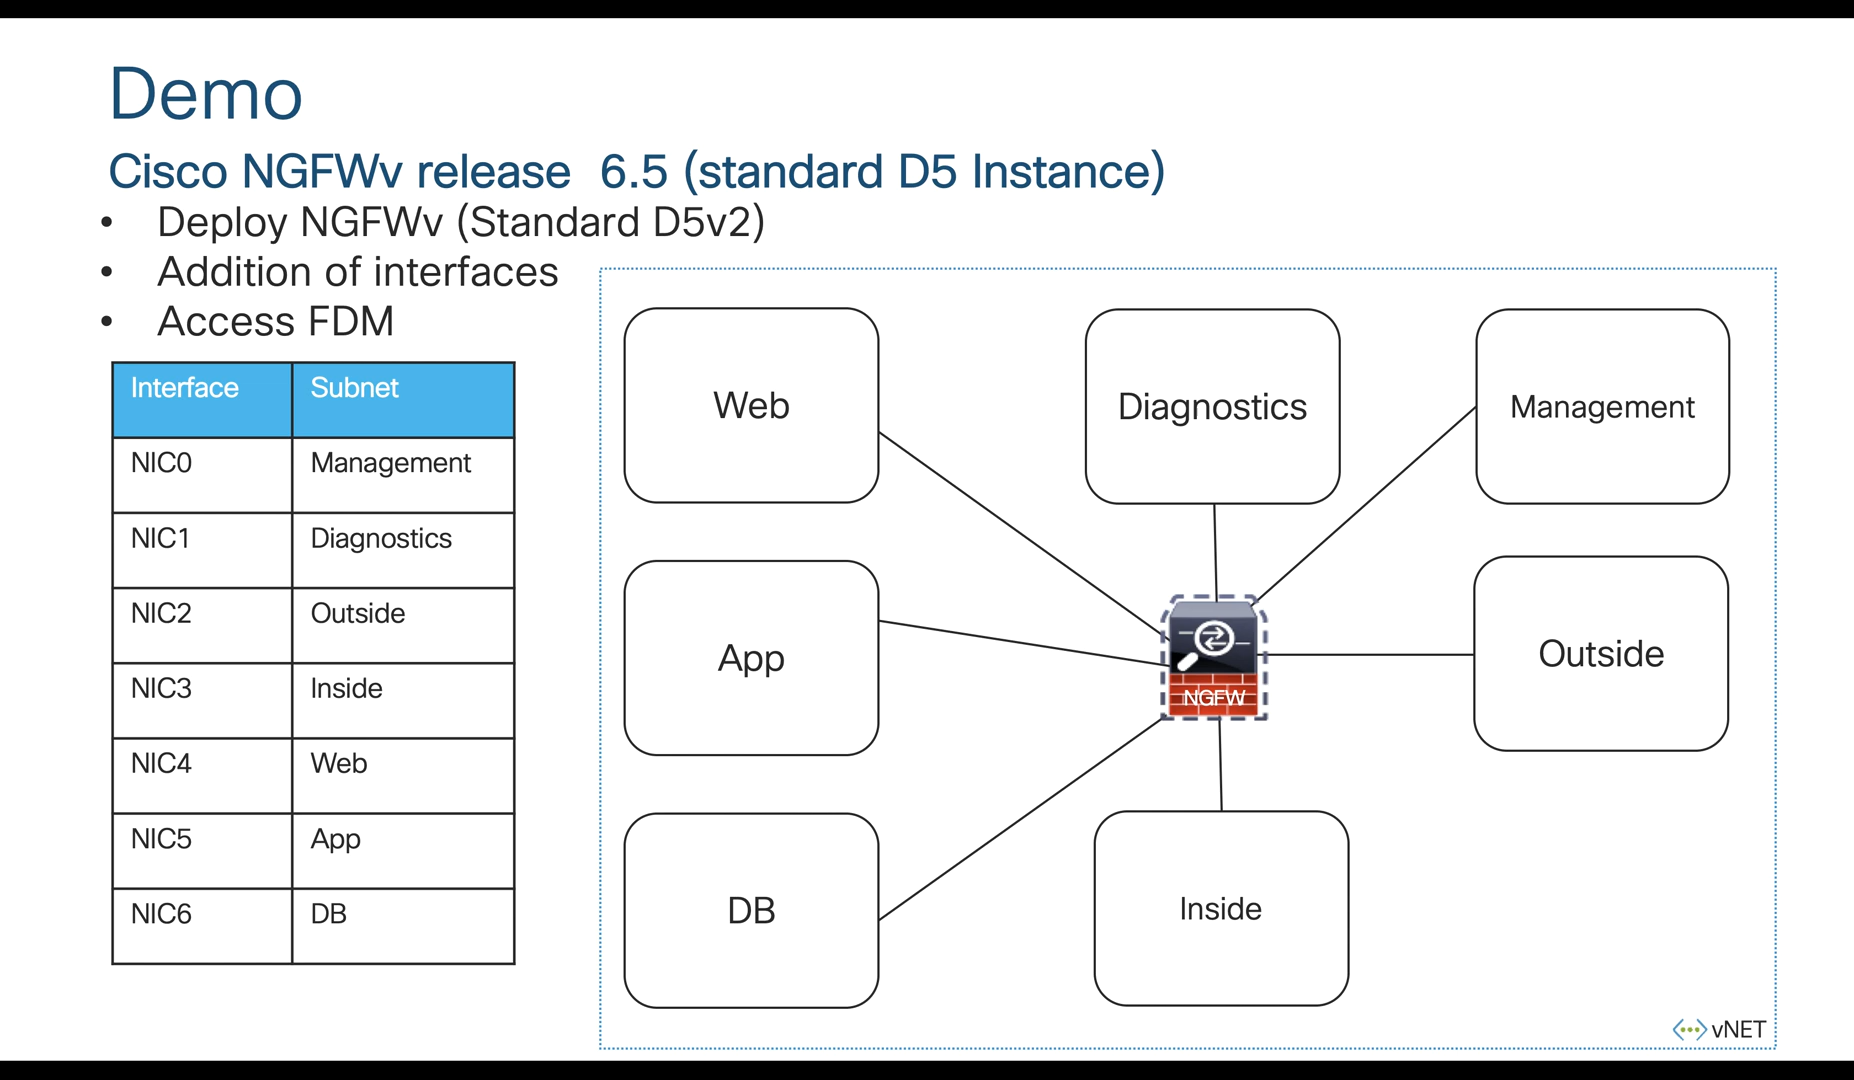 Demo
Cisco NGFWv release 6.5 (standard D5 Instance)
• Deploy NGFWv (Standard D5v2)
• Addition of interfaces
• Access FDM
Interface Subnet
NIC0 Management
NIC1 Diagnostics
NIC2 Outside
NIC3 Inside
NIC4 Web
NIC5 App
NIC6 DB
Web
Diagnostics
Management
App
NGFW
Outside
DB
Inside
vNET